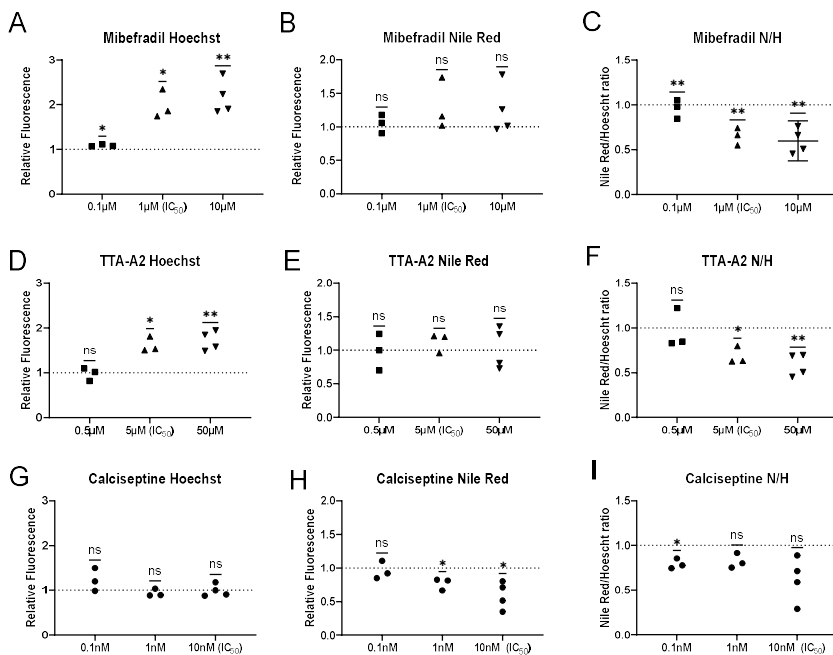 A
Mibefradil Hoechst
Relative Fluorescence
3
2
1
0
*
*
**
0.1µM
1µM (IC50)
10µM
B
Mibefradil Nile Red
Relative Fluorescence
2.0
1.5
1.0
0.5
0.0
ns
ns
ns
0.1µM
1µM (IC50)
10µM
C
Mibefradil N/H
Nile Red/Hoescht ratio
1.5
1.0
0.5
0.0
**
**
**
0.1µM
1µM (IC50)
10µM
D
TTA-A2 Hoechst
Relative Fluorescence
3
2
1
0
ns
*
**
0.5µM
5µM (IC50)
50µM
E
TTA-A2 Nile Red
Relative Fluorescence
2.0
1.5
1.0
0.5
0.0
ns
ns
ns
0.5µM
5µM (IC50)
50µM
F
TTA-A2 N/H
Nile Red/Hoescht ratio
1.5
1.0
0.5
0.0
ns
*
**
0.5µM
5µM (IC50)
50µM
G
Calciseptine Hoechst
Relative Fluorescence
3
2
1
0
ns
ns
ns
0.1nM
1nM
10nM (IC50)
H
Calciseptine Nile Red
Relative Fluorescence
2.0
1.5
1.0
0.5
0.0
ns
*
*
0.1nM
1nM
10nM (IC50)
I
Calciseptine N/H
Nile Red/Hoescht ratio
1.5
1.0
0.5
0.0
*
ns
ns
0.1nM
1nM
10nM (IC50)